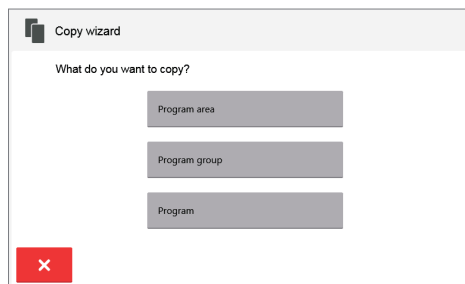 Copy wizard
What do you want to copy?
Program area
Program group
Program